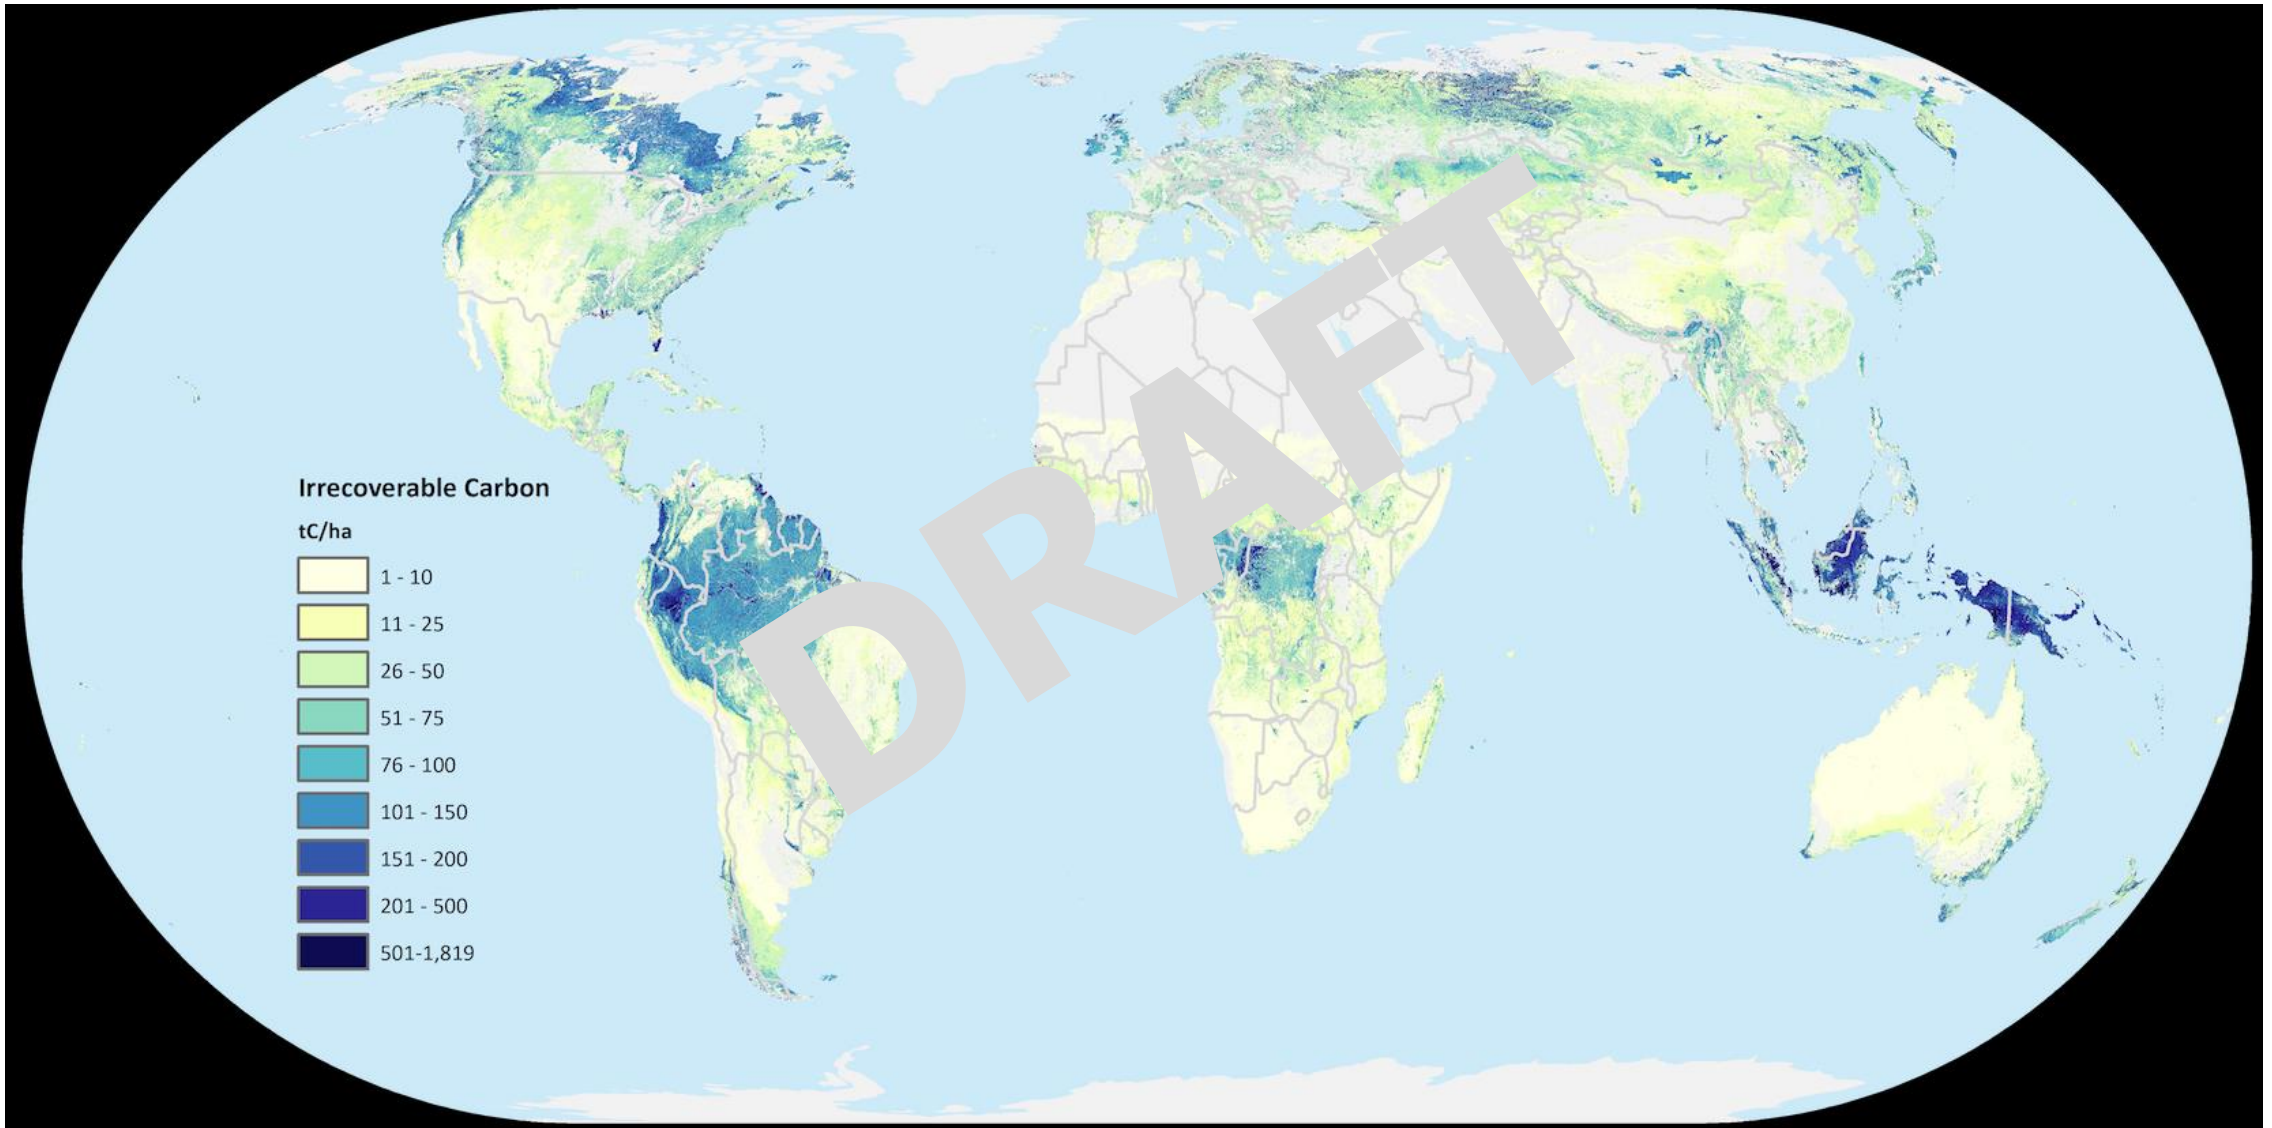 DRAFT
Irrecoverable Carbon
tC/ha
1 - 10
11 - 25
26 - 50
51 - 75
76 - 100
101 - 150
151 - 200
201 - 500
501-1,819